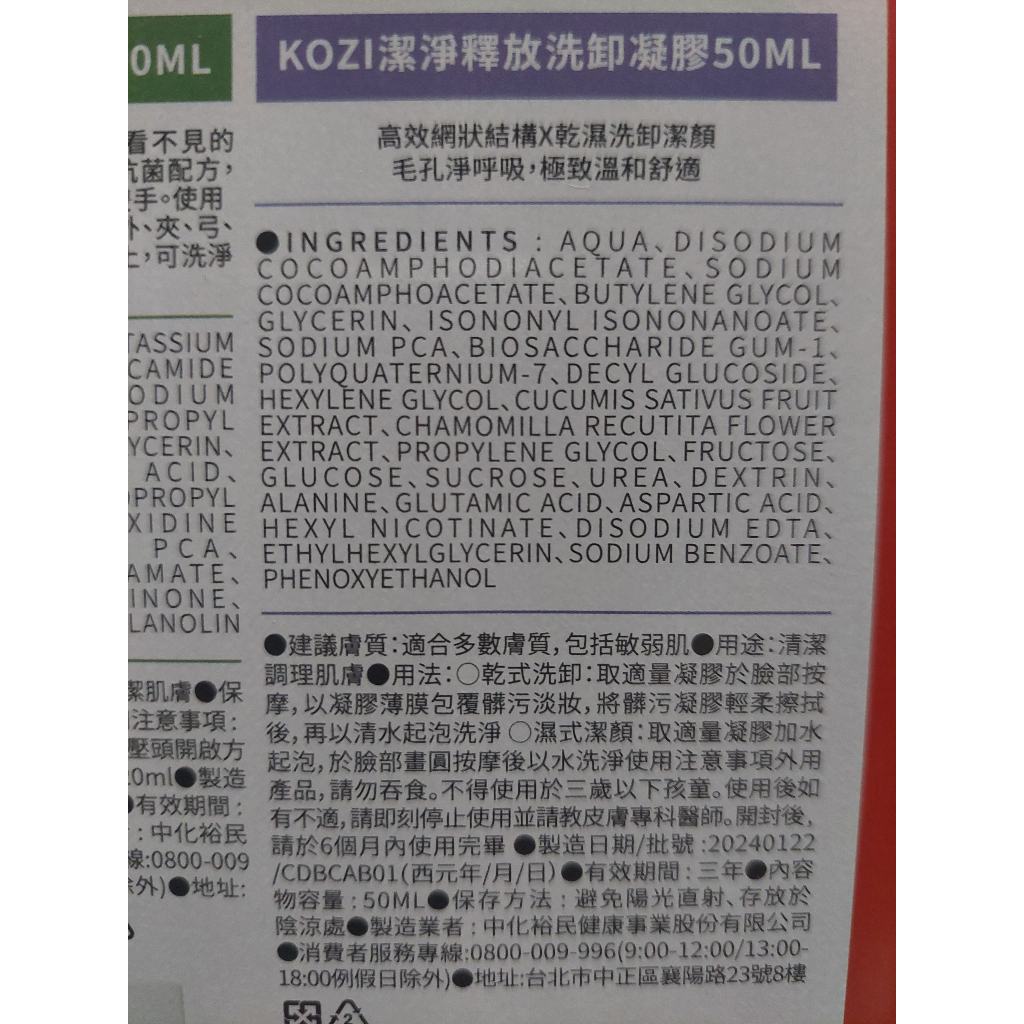 0ML
看不見的
菌配方，
手。使用
、夾、弓、
，可洗淨
TASSIUM
CAMIDE
ODIUM
PROPYL
YCERIN、
ACID、
OPROPYL
XIDINE
PCA、
AMATE、
INONE、
LANOLIN
潔肌膚●保
注意事項：
壓頭開啟方
0ml●製造
●有效期間：
：中化裕民
線:0800-009
外)●地址:
KOZI潔淨釋放洗卸凝膠50ML
高效網狀結構X乾濕洗卸潔顏
毛孔淨呼吸，極致溫和舒適
●INGREDIENTS：AQUA、DISODIUM
COCOAMPHODIACETATE、SODIUM
COCOAMPHOACETATE、BUTYLENE GLYCOL、
GLYCERIN、ISONONYL ISONONANOATE、
SODIUM PCA、BIOSACCHARIDE GUM-1、
POLYQUATERNIUM-7、DECYL GLUCOSIDE、
HEXYLENE GLYCOL、CUCUMIS SATIVUS FRUIT
EXTRACT、CHAMOMILLA RECUTITA FLOWER
EXTRACT、PROPYLENE GLYCOL、FRUCTOSE、
GLUCOSE、SUCROSE、UREA、DEXTRIN、
ALANINE、GLUTAMIC ACID、ASPARTIC ACID、
HEXYL NICOTINATE、DISODIUM EDTA、
ETHYLHEXYLGLYCERIN、SODIUM BENZOATE、
PHENOXYETHANOL
●建議膚質：適合多數膚質，包括敏弱肌●用途：清潔
調理肌膚●用法：○乾式洗卸：取適量凝膠於臉部按
摩，以凝膠薄膜包覆髒污淡妝，將髒污凝膠輕柔擦拭
後，再以清水起泡洗淨 ○濕式潔顏：取適量凝膠加水
起泡，於臉部畫圓按摩後以水洗淨使用注意事項外用
產品，請勿吞食。不得使用於三歲以下孩童。使用後如
有不適，請即刻停止使用並請教皮膚專科醫師。開封後，
請於6個月內使用完畢 ●製造日期/批號:20240122
/CDBCAB01(西元年/月/日)●有效期間：三年●內容
物容量：50ML●保存方法：避免陽光直射、存放於
陰涼處●製造業者：中化裕民健康事業股份有限公司
●消費者服務專線:0800-009-996(9:00-12:00/13:00-
18:00例假日除外)●地址:台北市中正區襄陽路23號8樓
2